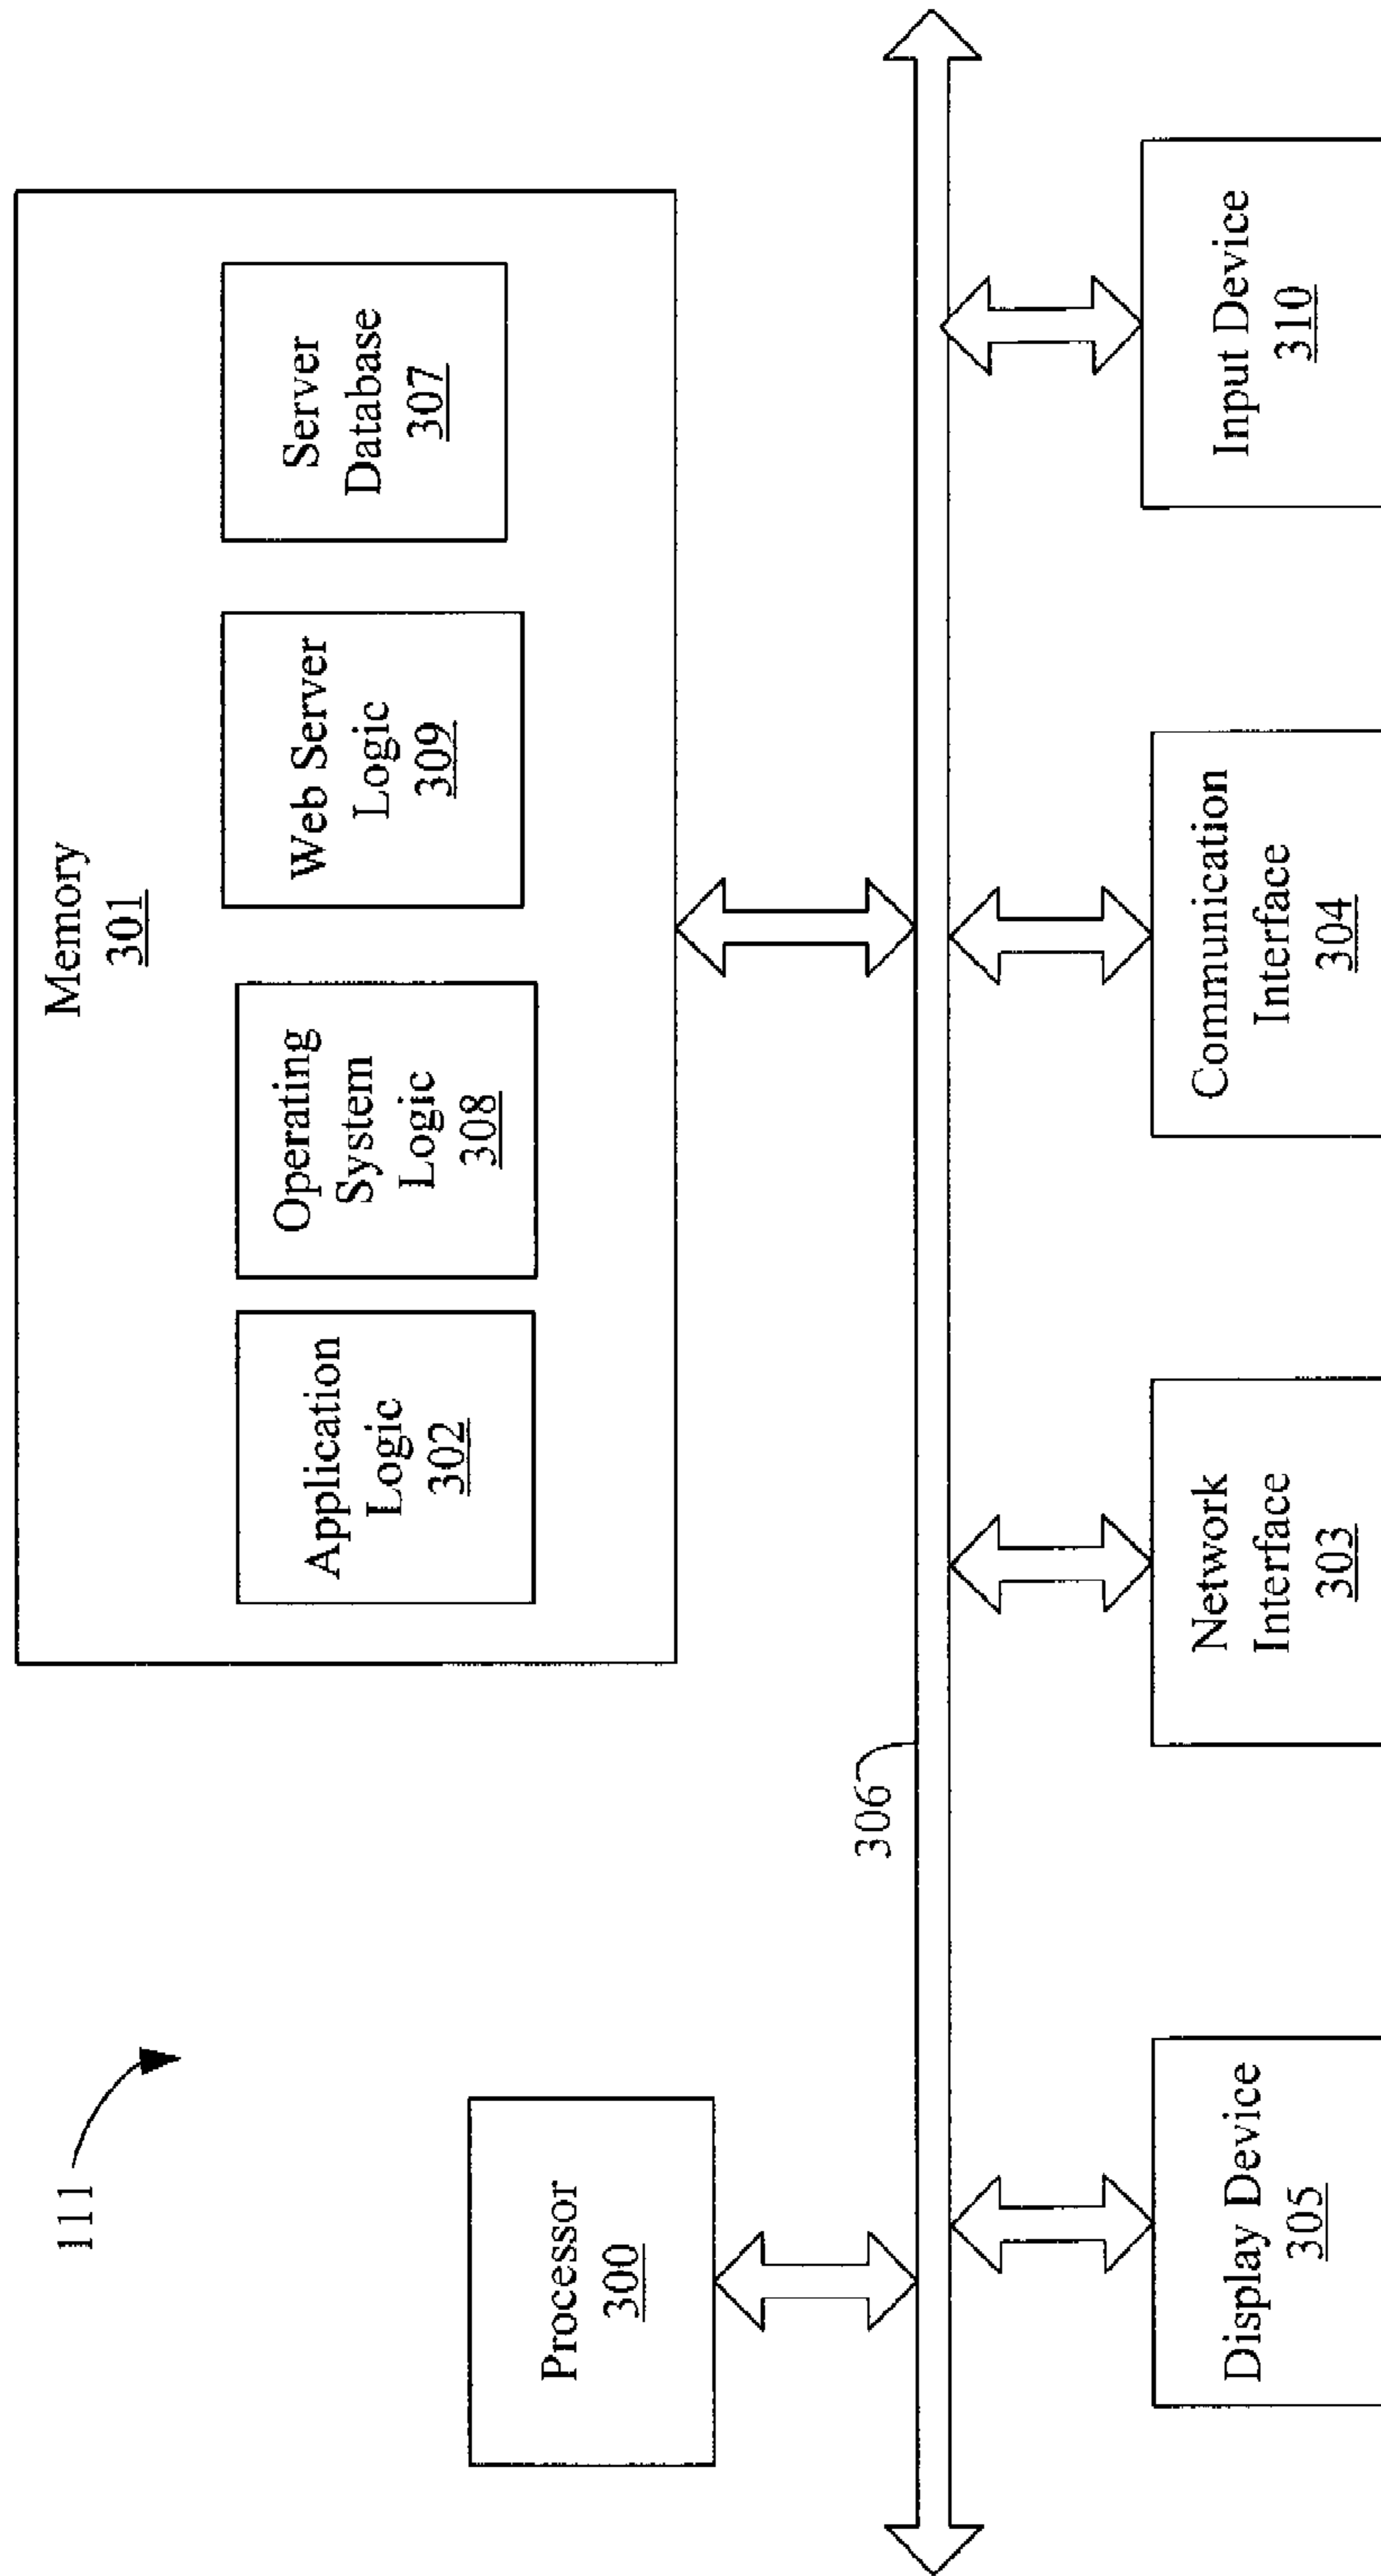 111
Memory
301
Application
Logic
302
Operating
System
Logic
308
Web Server
Logic
309
Server
Database
307
Processor
300
306
Display Device
305
Network
Interface
303
Communication
Interface
304
Input Device
310